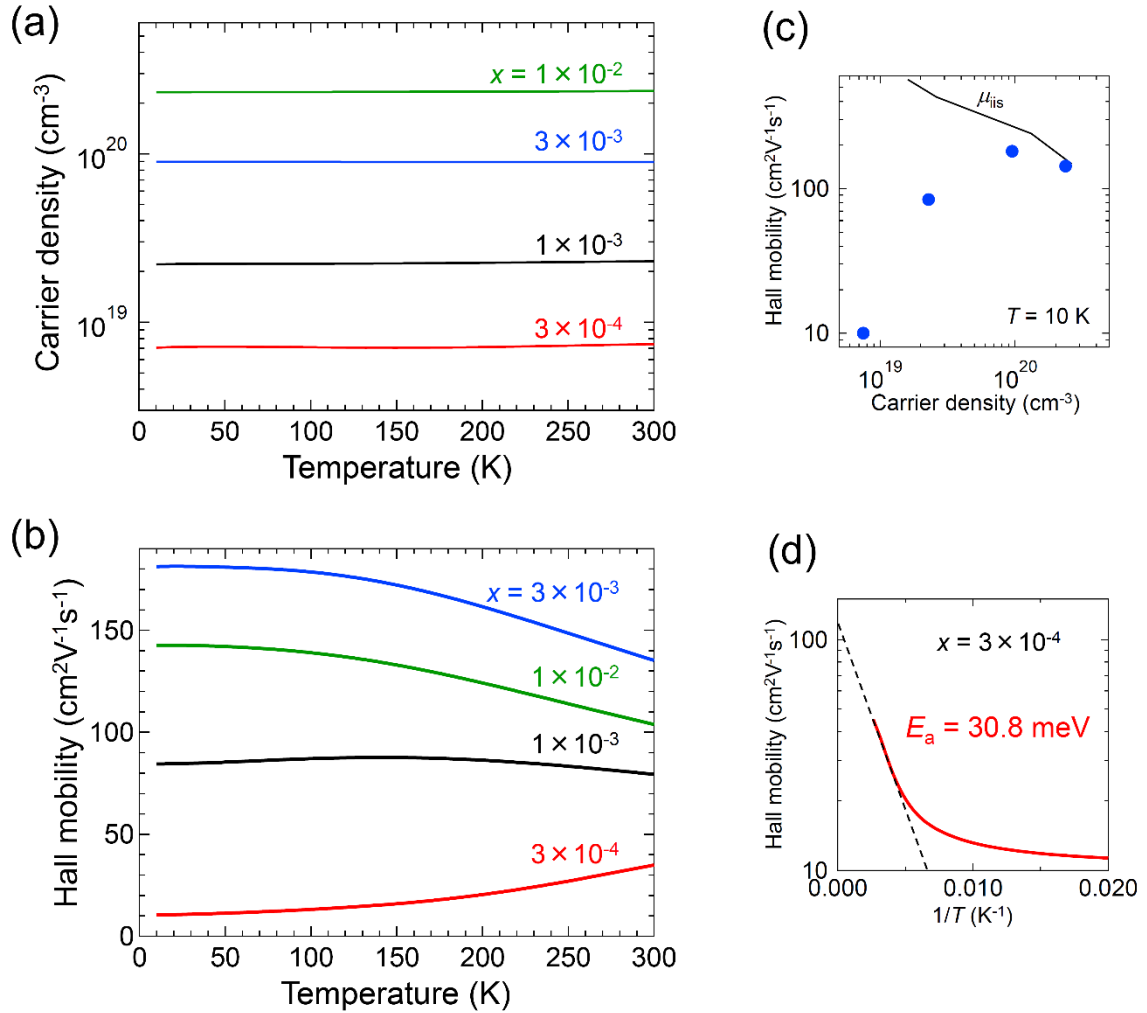 (a)
Carrier density (cm⁻³)
10²⁰
10¹⁹
x = 1×10⁻²
3×10⁻³
1×10⁻³
3×10⁻⁴
0 50 100 150 200 250 300
Temperature (K)
(c)
Hall mobility (cm²V⁻¹s⁻¹)
100
10
μiis
T = 10 K
10¹⁹ 10²⁰
Carrier density (cm⁻³)
(b)
Hall mobility (cm²V⁻¹s⁻¹)
150
100
50
0
x = 3×10⁻³
1×10⁻²
1×10⁻³
3×10⁻⁴
0 50 100 150 200 250 300
Temperature (K)
(d)
Hall mobility (cm²V⁻¹s⁻¹)
100
10
x = 3×10⁻⁴
Eₐ = 30.8 meV
0.000 0.010 0.020
1/T (K⁻¹)